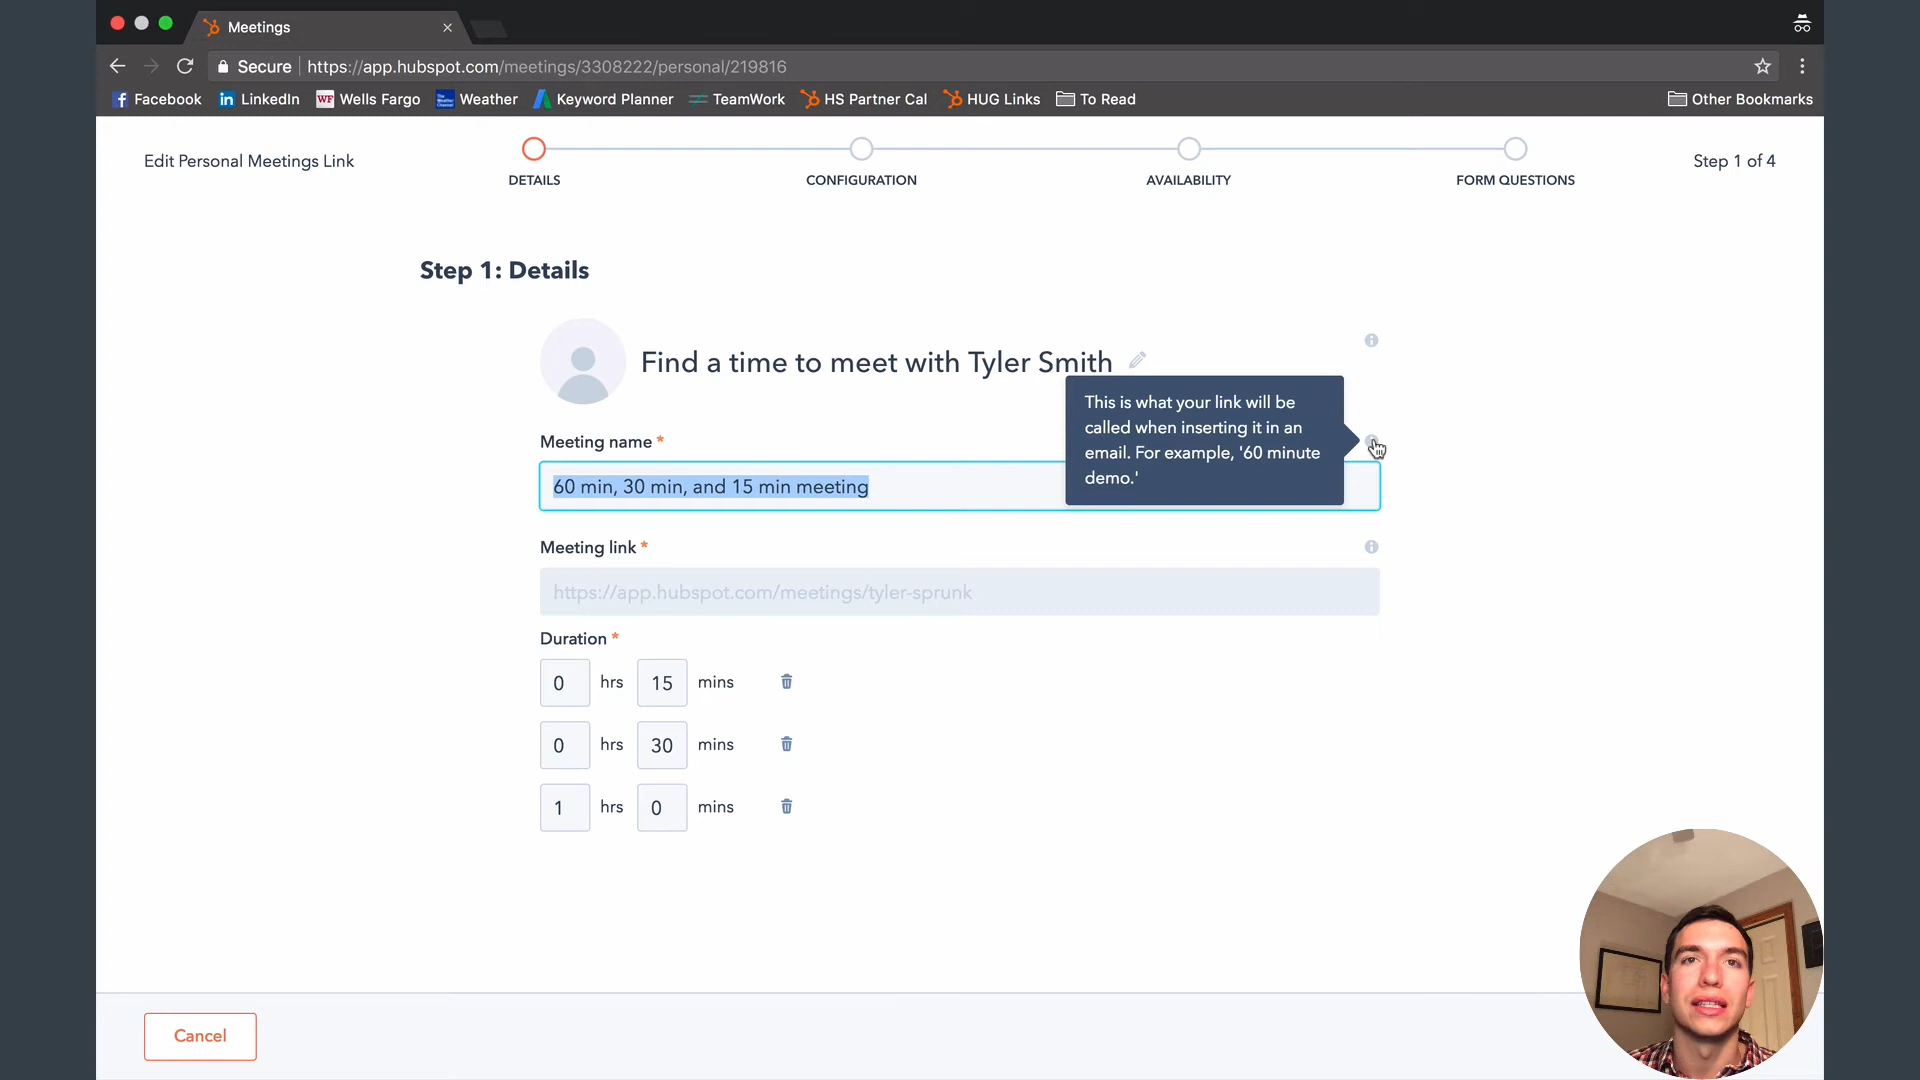 Meetings
Secure https://app.hubspot.com/meetings/3308222/personal/219816
Facebook LinkedIn WF Wells Fargo Weather Keyword Planner TeamWork HS Partner Cal HUG Links To Read Other Bookmarks
Edit Personal Meetings Link
DETAILS
CONFIGURATION
AVAILABILITY
FORM QUESTIONS
Step 1 of 4
Step 1: Details
Find a time to meet with Tyler Smith
This is what your link will be
called when inserting it in an
email. For example, '60 minute
demo.'
Meeting name *
60 min, 30 min, and 15 min meeting
Meeting link *
https://app.hubspot.com/meetings/tyler-sprunk
Duration *
0 hrs 15 mins
0 hrs 30 mins
1 hrs 0 mins
Cancel